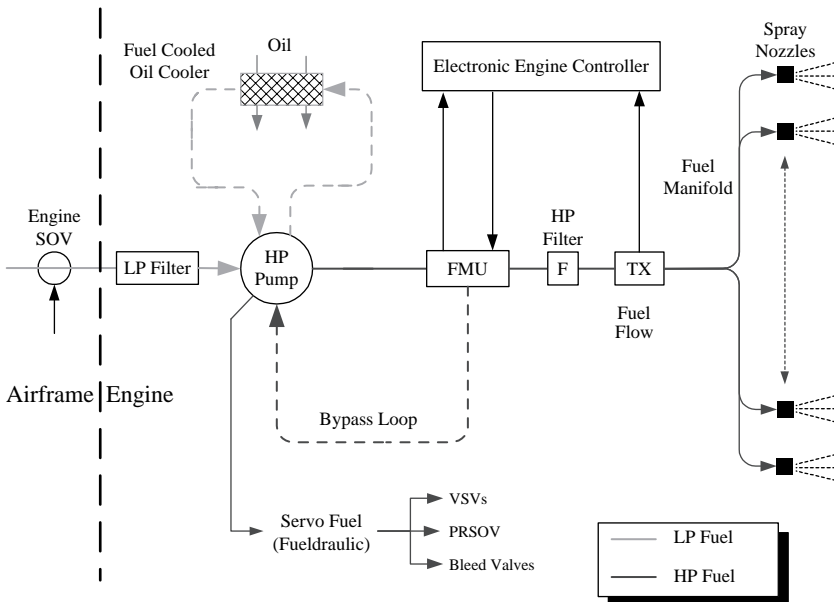 Fuel Cooled
Oil Cooler
Oil
Electronic Engine Controller
Spray
Nozzles
Fuel
Manifold
Engine
SOV
LP Filter
HP
Pump
FMU
HP
Filter
F
TX
Fuel
Flow
Airframe
Engine
Bypass Loop
Servo Fuel
(Fueldraulic)
VSVs
PRSOV
Bleed Valves
LP Fuel
HP Fuel